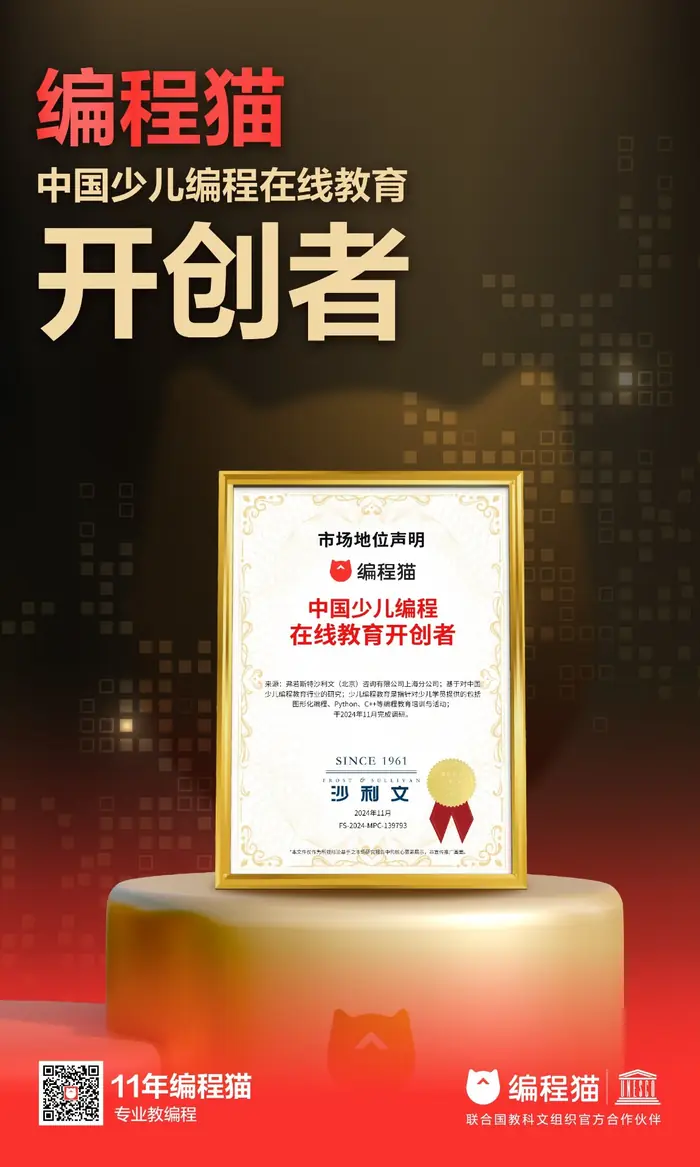 编程猫
中国少儿编程在线教育
开创者
市场地位声明
编程猫
中国少儿编程
在线教育开创者
来源：弗若斯特沙利文（北京）咨询有限公司上海分公司；基于对中国
少儿编程教育行业的研究；少儿编程教育是指针对少儿学员提供的包括
图形化编程、Python、C++等编程教育培训与活动；
于2024年11月完成调研。
SINCE 1961
FROST & SULLIVAN
沙利文
2024年11月
FS-2024-MPC-139793
11年编程猫
专业教编程
编程猫
UNESCO
联合国教科文组织官方合作伙伴